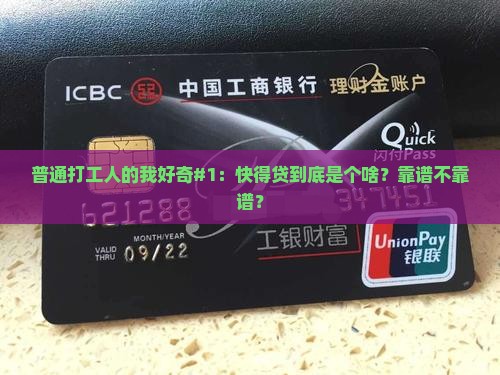 ICBC 中国工商银行 理财金账户
Quick
闪付Pass
普通打工人的我好奇#1：快得贷到底是个啥？靠谱不靠
谱？
621288 347451
MONTH/YEAR
VALID
THRU 09/22
工银财富
UnionPay
银联